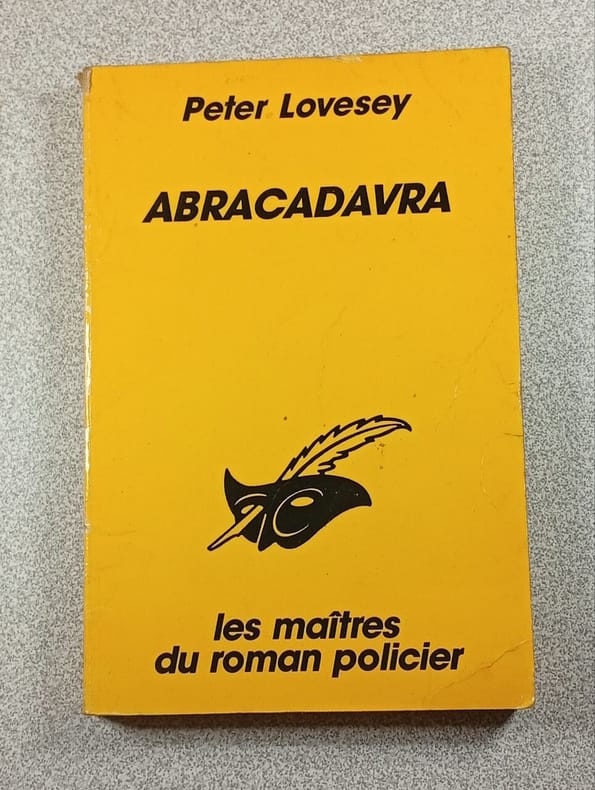 Peter Lovesey
ABRACADAVRA
les maîtres
du roman policier